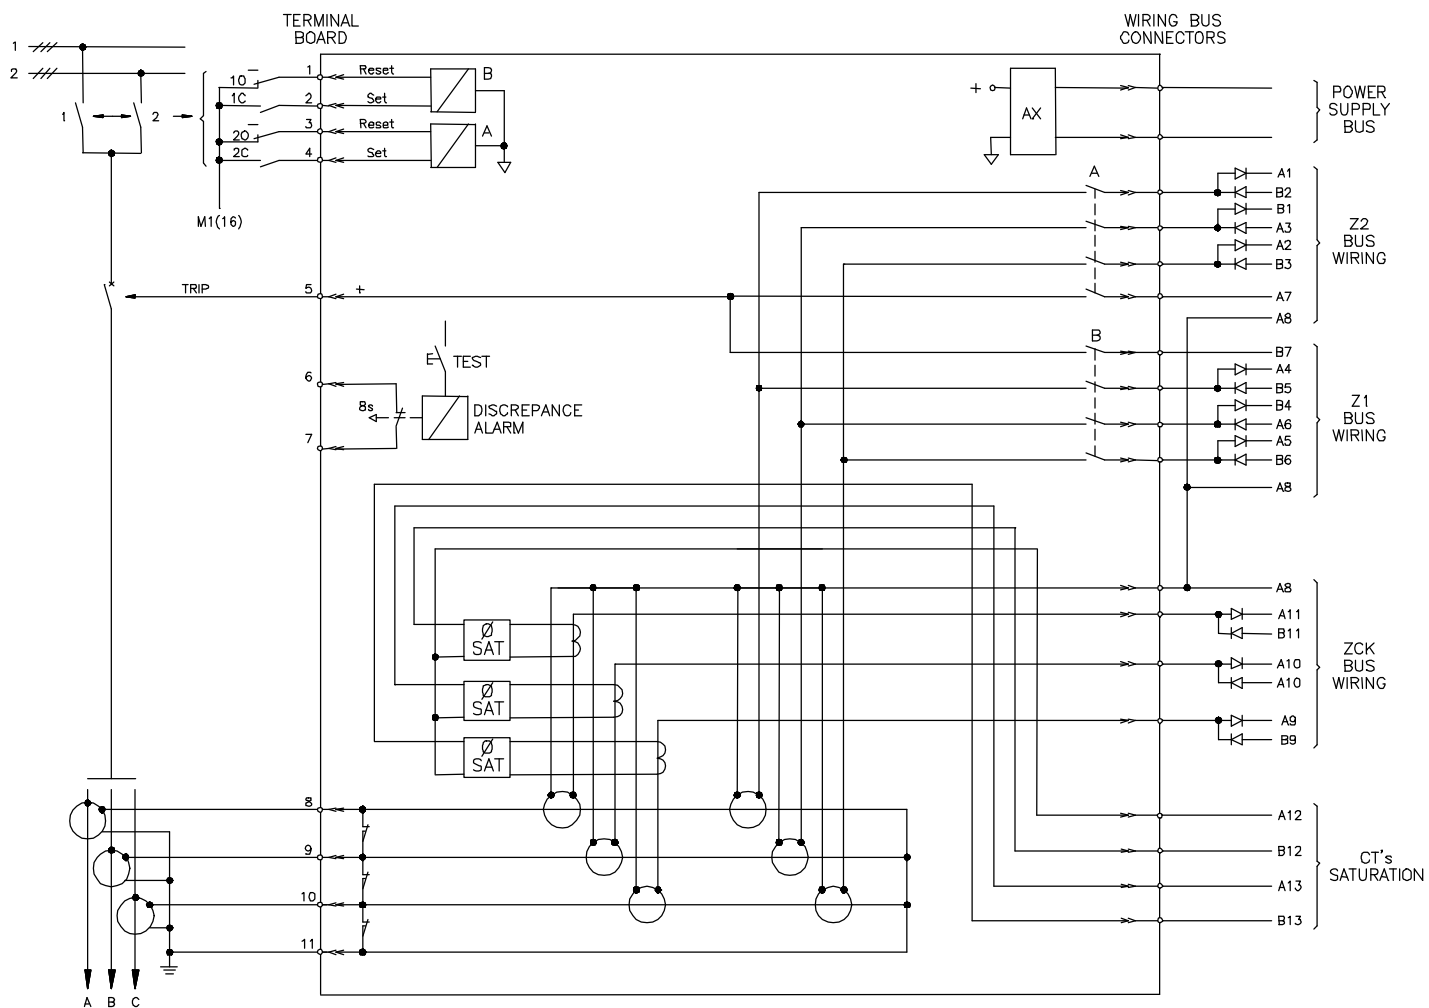 TERMINAL
BOARD
WIRING BUS
CONNECTORS
1
2
1
2
1O
1C
2O
2C
M1(16)
1
2
3
4
Reset
Set
Reset
Set
B
A
+
AX
POWER
SUPPLY
BUS
A
A1
B2
B1
A3
A2
B3
A7
A8
Z2
BUS
WIRING
TRIP
5
+
TEST
6
8s
7
DISCREPANCE
ALARM
B
B7
A4
B5
B4
A6
A5
B6
A8
Z1
BUS
WIRING
Ø
SAT
Ø
SAT
Ø
SAT
A8
A11
B11
A10
A10
A9
B9
ZCK
BUS
WIRING
8
9
10
11
A12
B12
A13
B13
CT's
SATURATION
A B C